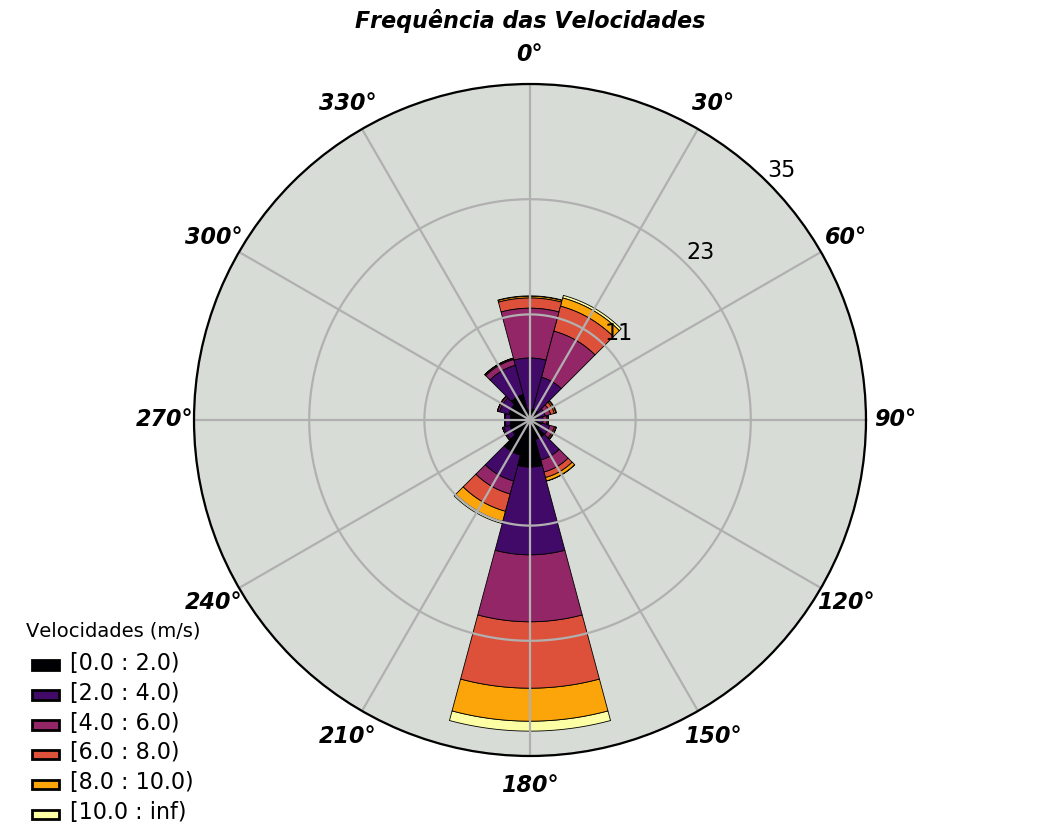 Frequência das Velocidades
0°
330°
30°
35
300°
60°
23
11
270°
90°
240°
120°
210°
150°
180°
Velocidades (m/s)
[0.0 : 2.0)
[2.0 : 4.0)
[4.0 : 6.0)
[6.0 : 8.0)
[8.0 : 10.0)
[10.0 : inf)